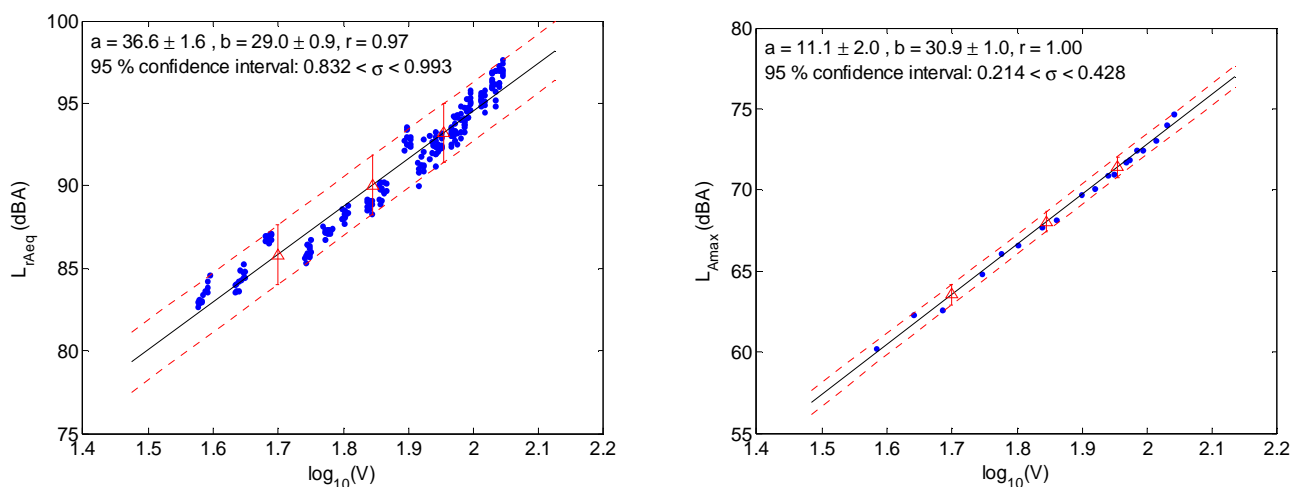 a = 36.6 ± 1.6 , b = 29.0 ± 0.9, r = 0.97
95 % confidence interval: 0.832 < σ < 0.993
100
95
90
85
80
75
L_rAeq (dBA)
1.4 1.5 1.6 1.7 1.8 1.9 2 2.1 2.2
log_10(V)
a = 11.1 ± 2.0 , b = 30.9 ± 1.0, r = 1.00
95 % confidence interval: 0.214 < σ < 0.428
80
75
70
65
60
55
L_Amax (dBA)
1.4 1.5 1.6 1.7 1.8 1.9 2 2.1 2.2
log_10(V)